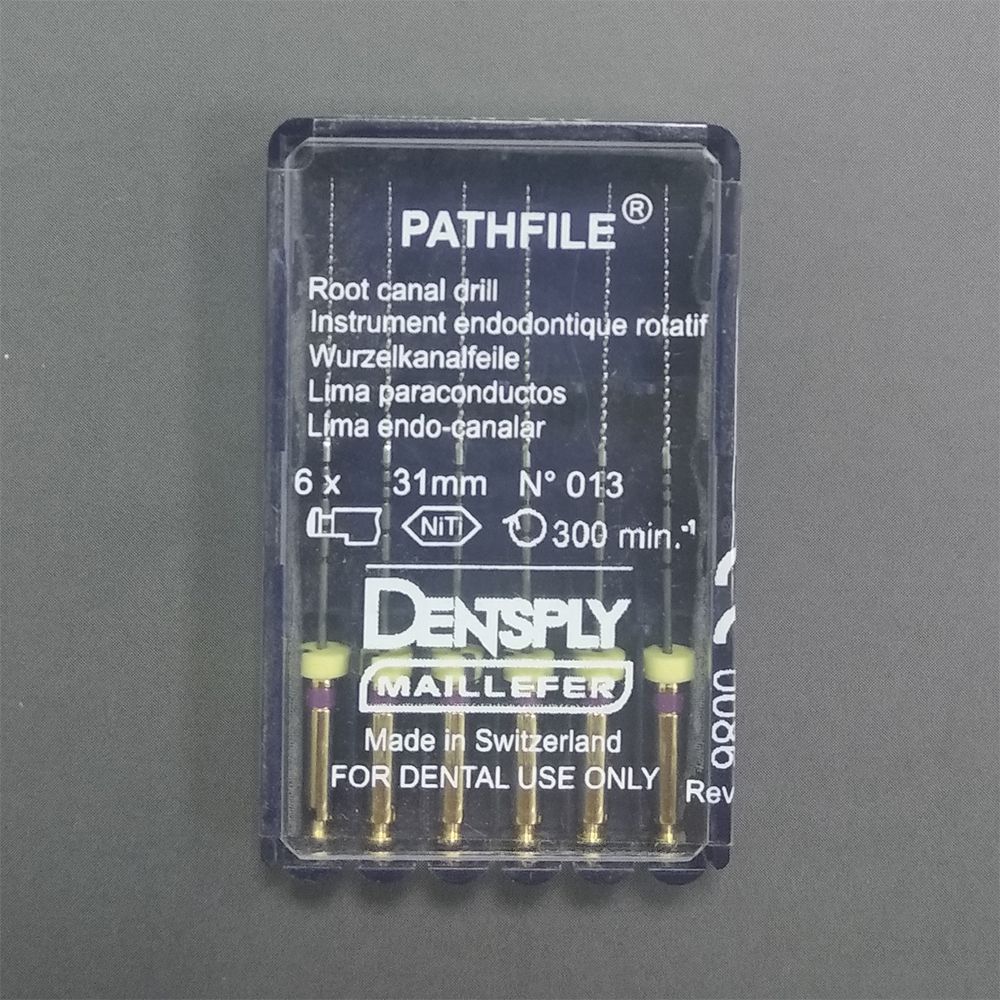 PATHFILE®
Root canal drill
Instrument endodontique rotatif
Wurzelkanalfeile
Lima paraconductos
Lima endo-canalar
6 x 31mm N° 013
NiTi 300 min.⁻¹
DENTSPLY
MAILLEFER
Made in Switzerland
FOR DENTAL USE ONLY
Rev